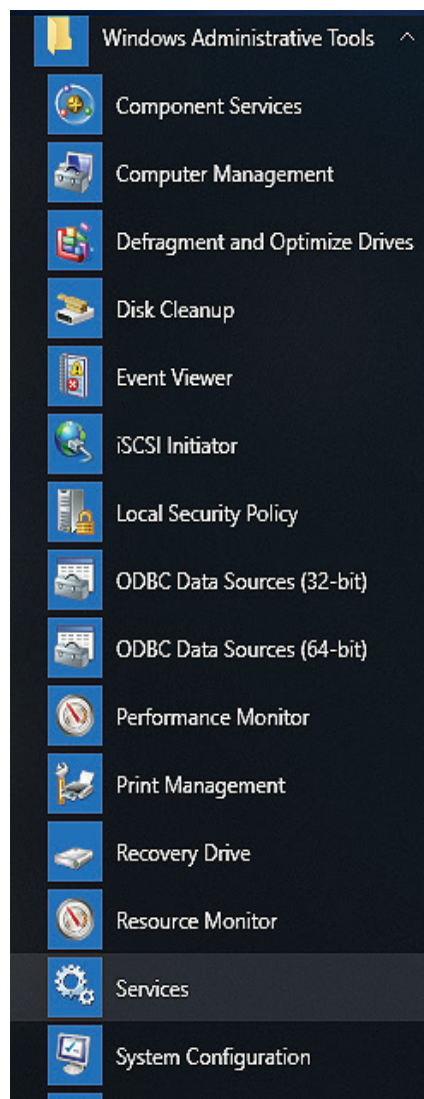 Windows Administrative Tools
Component Services
Computer Management
Defragment and Optimize Drives
Disk Cleanup
Event Viewer
iSCSI Initiator
Local Security Policy
ODBC Data Sources (32-bit)
ODBC Data Sources (64-bit)
Performance Monitor
Print Management
Recovery Drive
Resource Monitor
Services
System Configuration